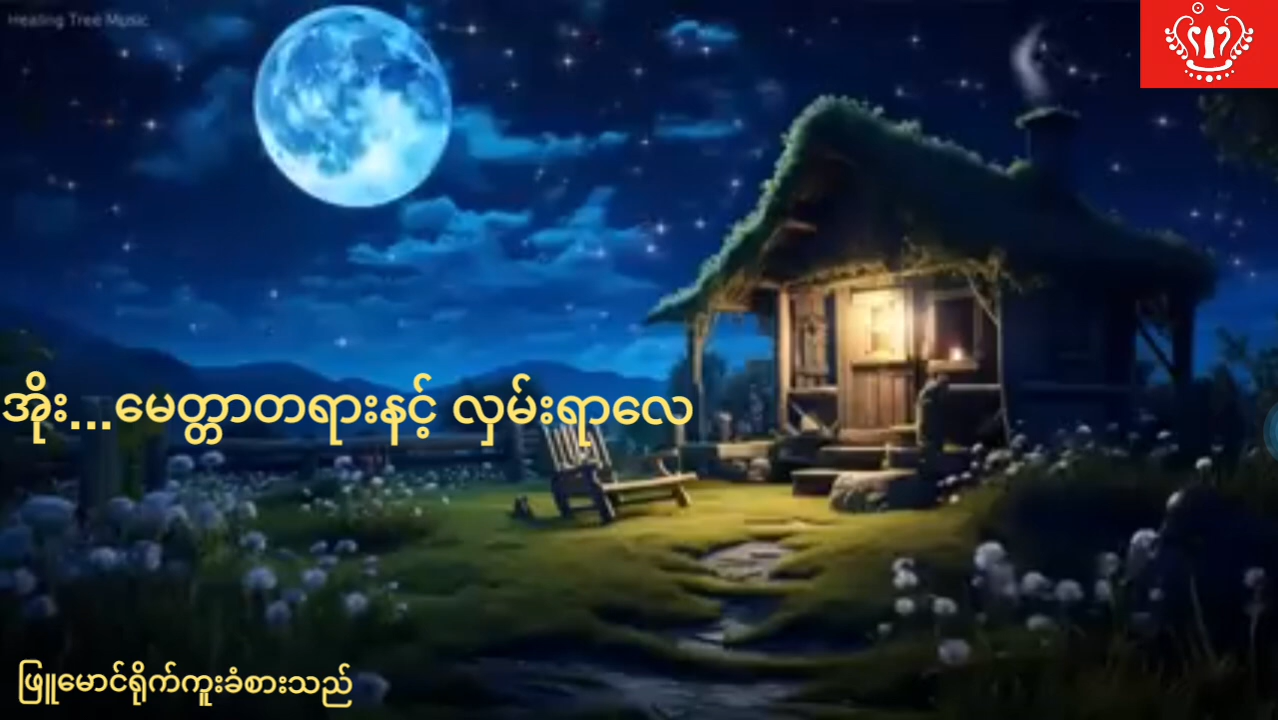 Healing Tree Music
အိုး...မေတ္တာတရားနင့် လှမ်းရာလေ
ဖြူမောင်ရိုက်ကူးခံစားသည်